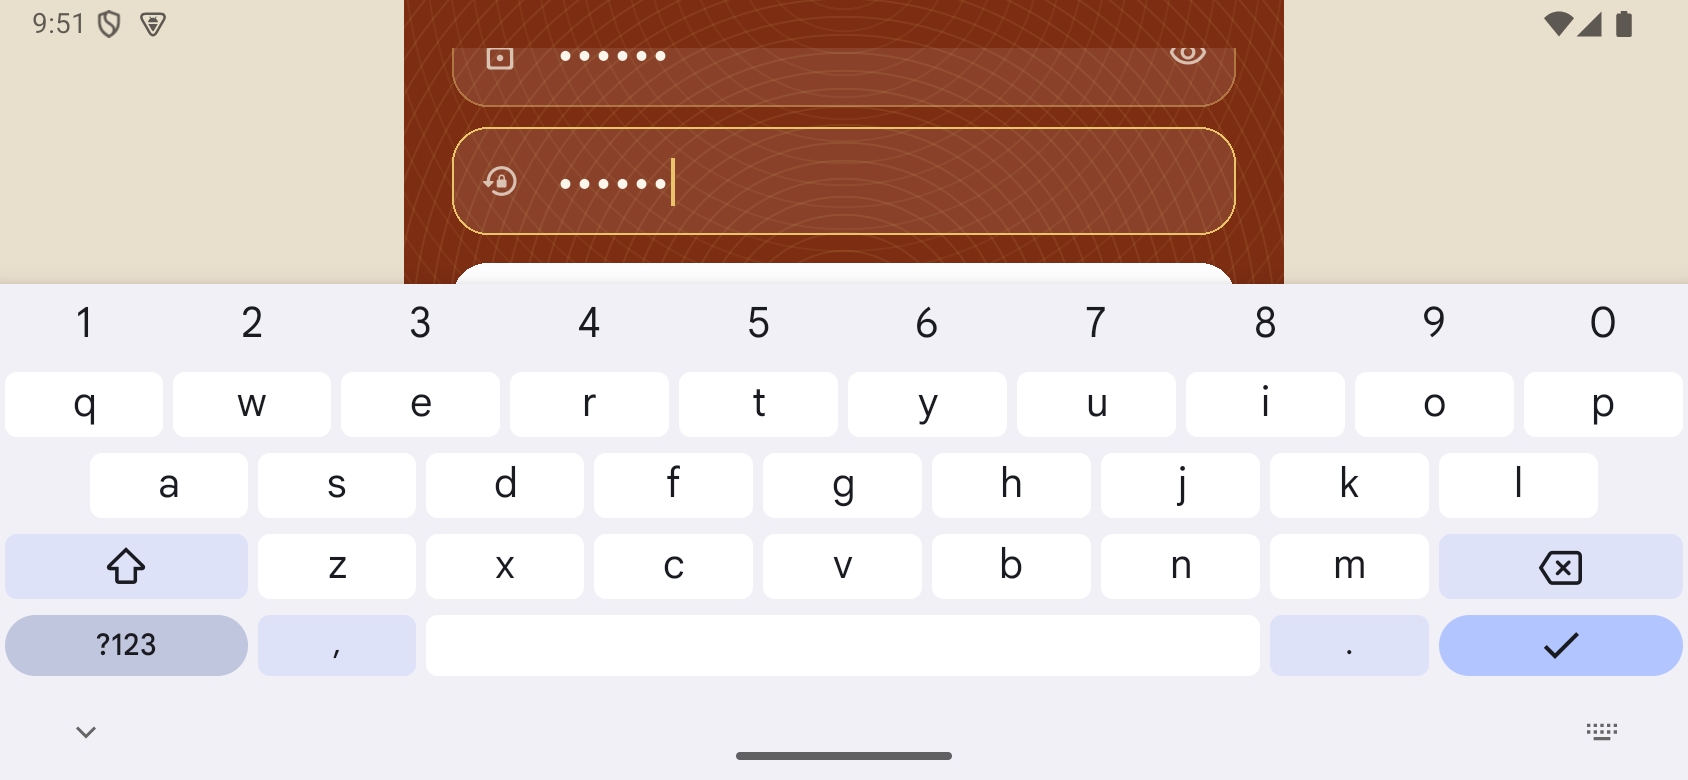 9:51
••••••
••••••
1 2 3 4 5 6 7 8 9 0
q w e r t y u i o p
a s d f g h j k l
z x c v b n m
?123 , .